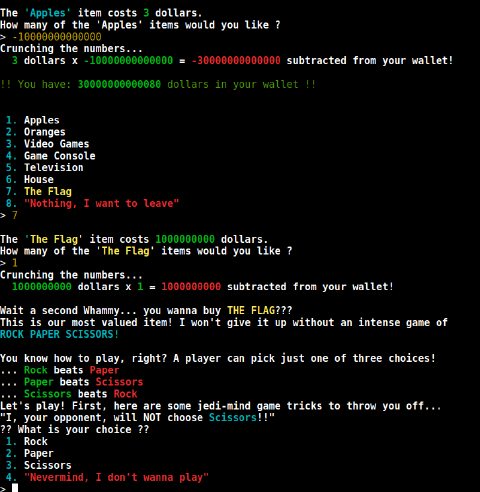 The 'Apples' item costs 3 dollars.
How many of the 'Apples' items would you like ?
> -10000000000000
Crunching the numbers...
3 dollars x -10000000000000 = -30000000000000 subtracted from your wallet!
!! You have: 30000000000080 dollars in your wallet !!
1. Apples
2. Oranges
3. Video Games
4. Game Console
5. Television
6. House
7. The Flag
8. "Nothing, I want to leave"
> 7
The 'The Flag' item costs 1000000000 dollars.
How many of the 'The Flag' items would you like ?
> 1
Crunching the numbers...
1000000000 dollars x 1 = 1000000000 subtracted from your wallet!
Wait a second Whammy... you wanna buy THE FLAG???
This is our most valued item! I won't give it up without an intense game of
ROCK PAPER SCISSORS!
You know how to play, right? A player can pick just one of three choices!
... Rock beats Paper
... Paper beats Scissors
... Scissors beats Rock
Let's play! First, here are some jedi-mind game tricks to throw you off...
"I, your opponent, will NOT choose Scissors!!"
?? What is your choice ??
1. Rock
2. Paper
3. Scissors
4. "Nevermind, I don't wanna play"
>